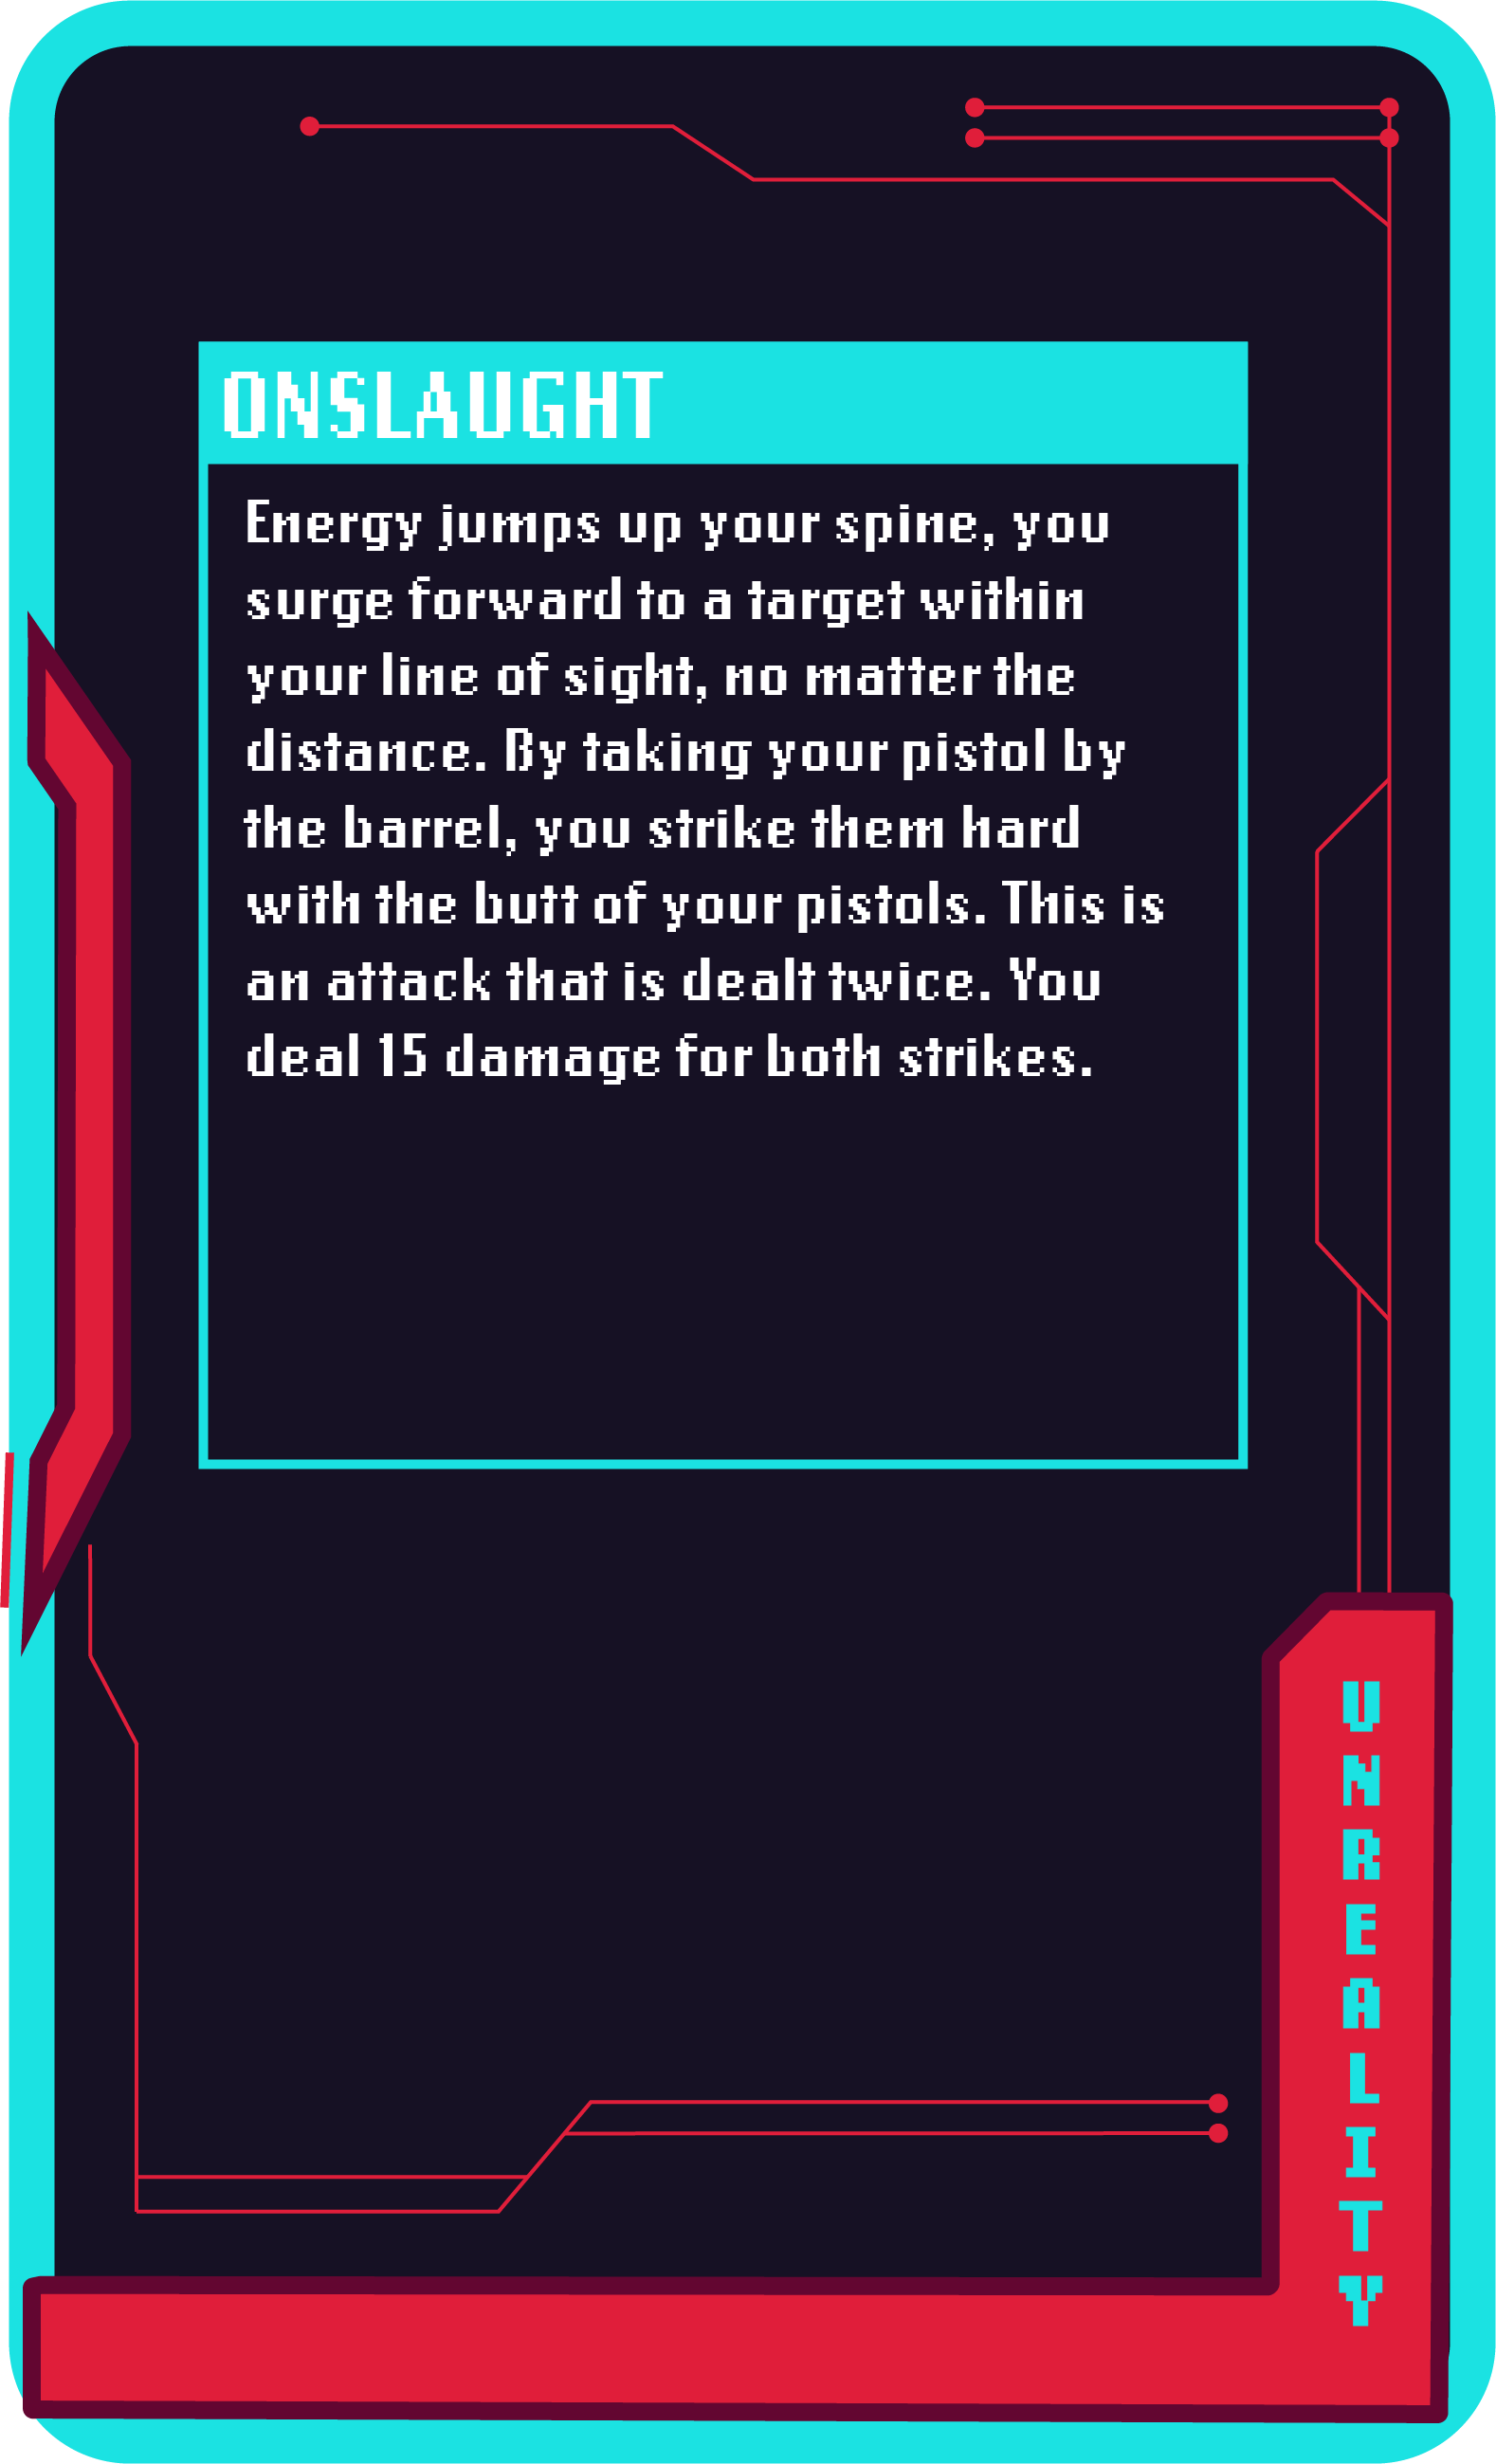 ONSLAUGHT
Energy jumps up your spine, you
surge forward to a target within
your line of sight, no matter the
distance. By taking your pistol by
the barrel, you strike them hard
with the butt of your pistols. This is
an attack that is dealt twice. You
deal 15 damage for both strikes.
UNREALITY